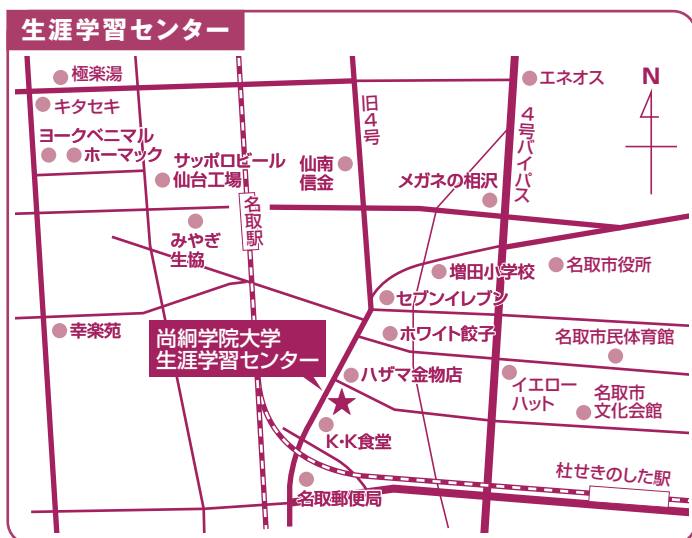 生涯学習センター
極楽湯
キタセキ
ヨークベニマル
ホーマック
サッポロビール
仙台工場
仙南
信金
旧4号
エネオス
N
4号バイパス
メガネの相沢
名取駅
みやぎ
生協
増田小学校
名取市役所
セブンイレブン
幸楽苑
尚絅学院大学
生涯学習センター
ホワイト餃子
名取市民体育館
ハザマ金物店
イエロー
ハット
名取市
文化会館
K・K食堂
杜せきのした駅
名取郵便局